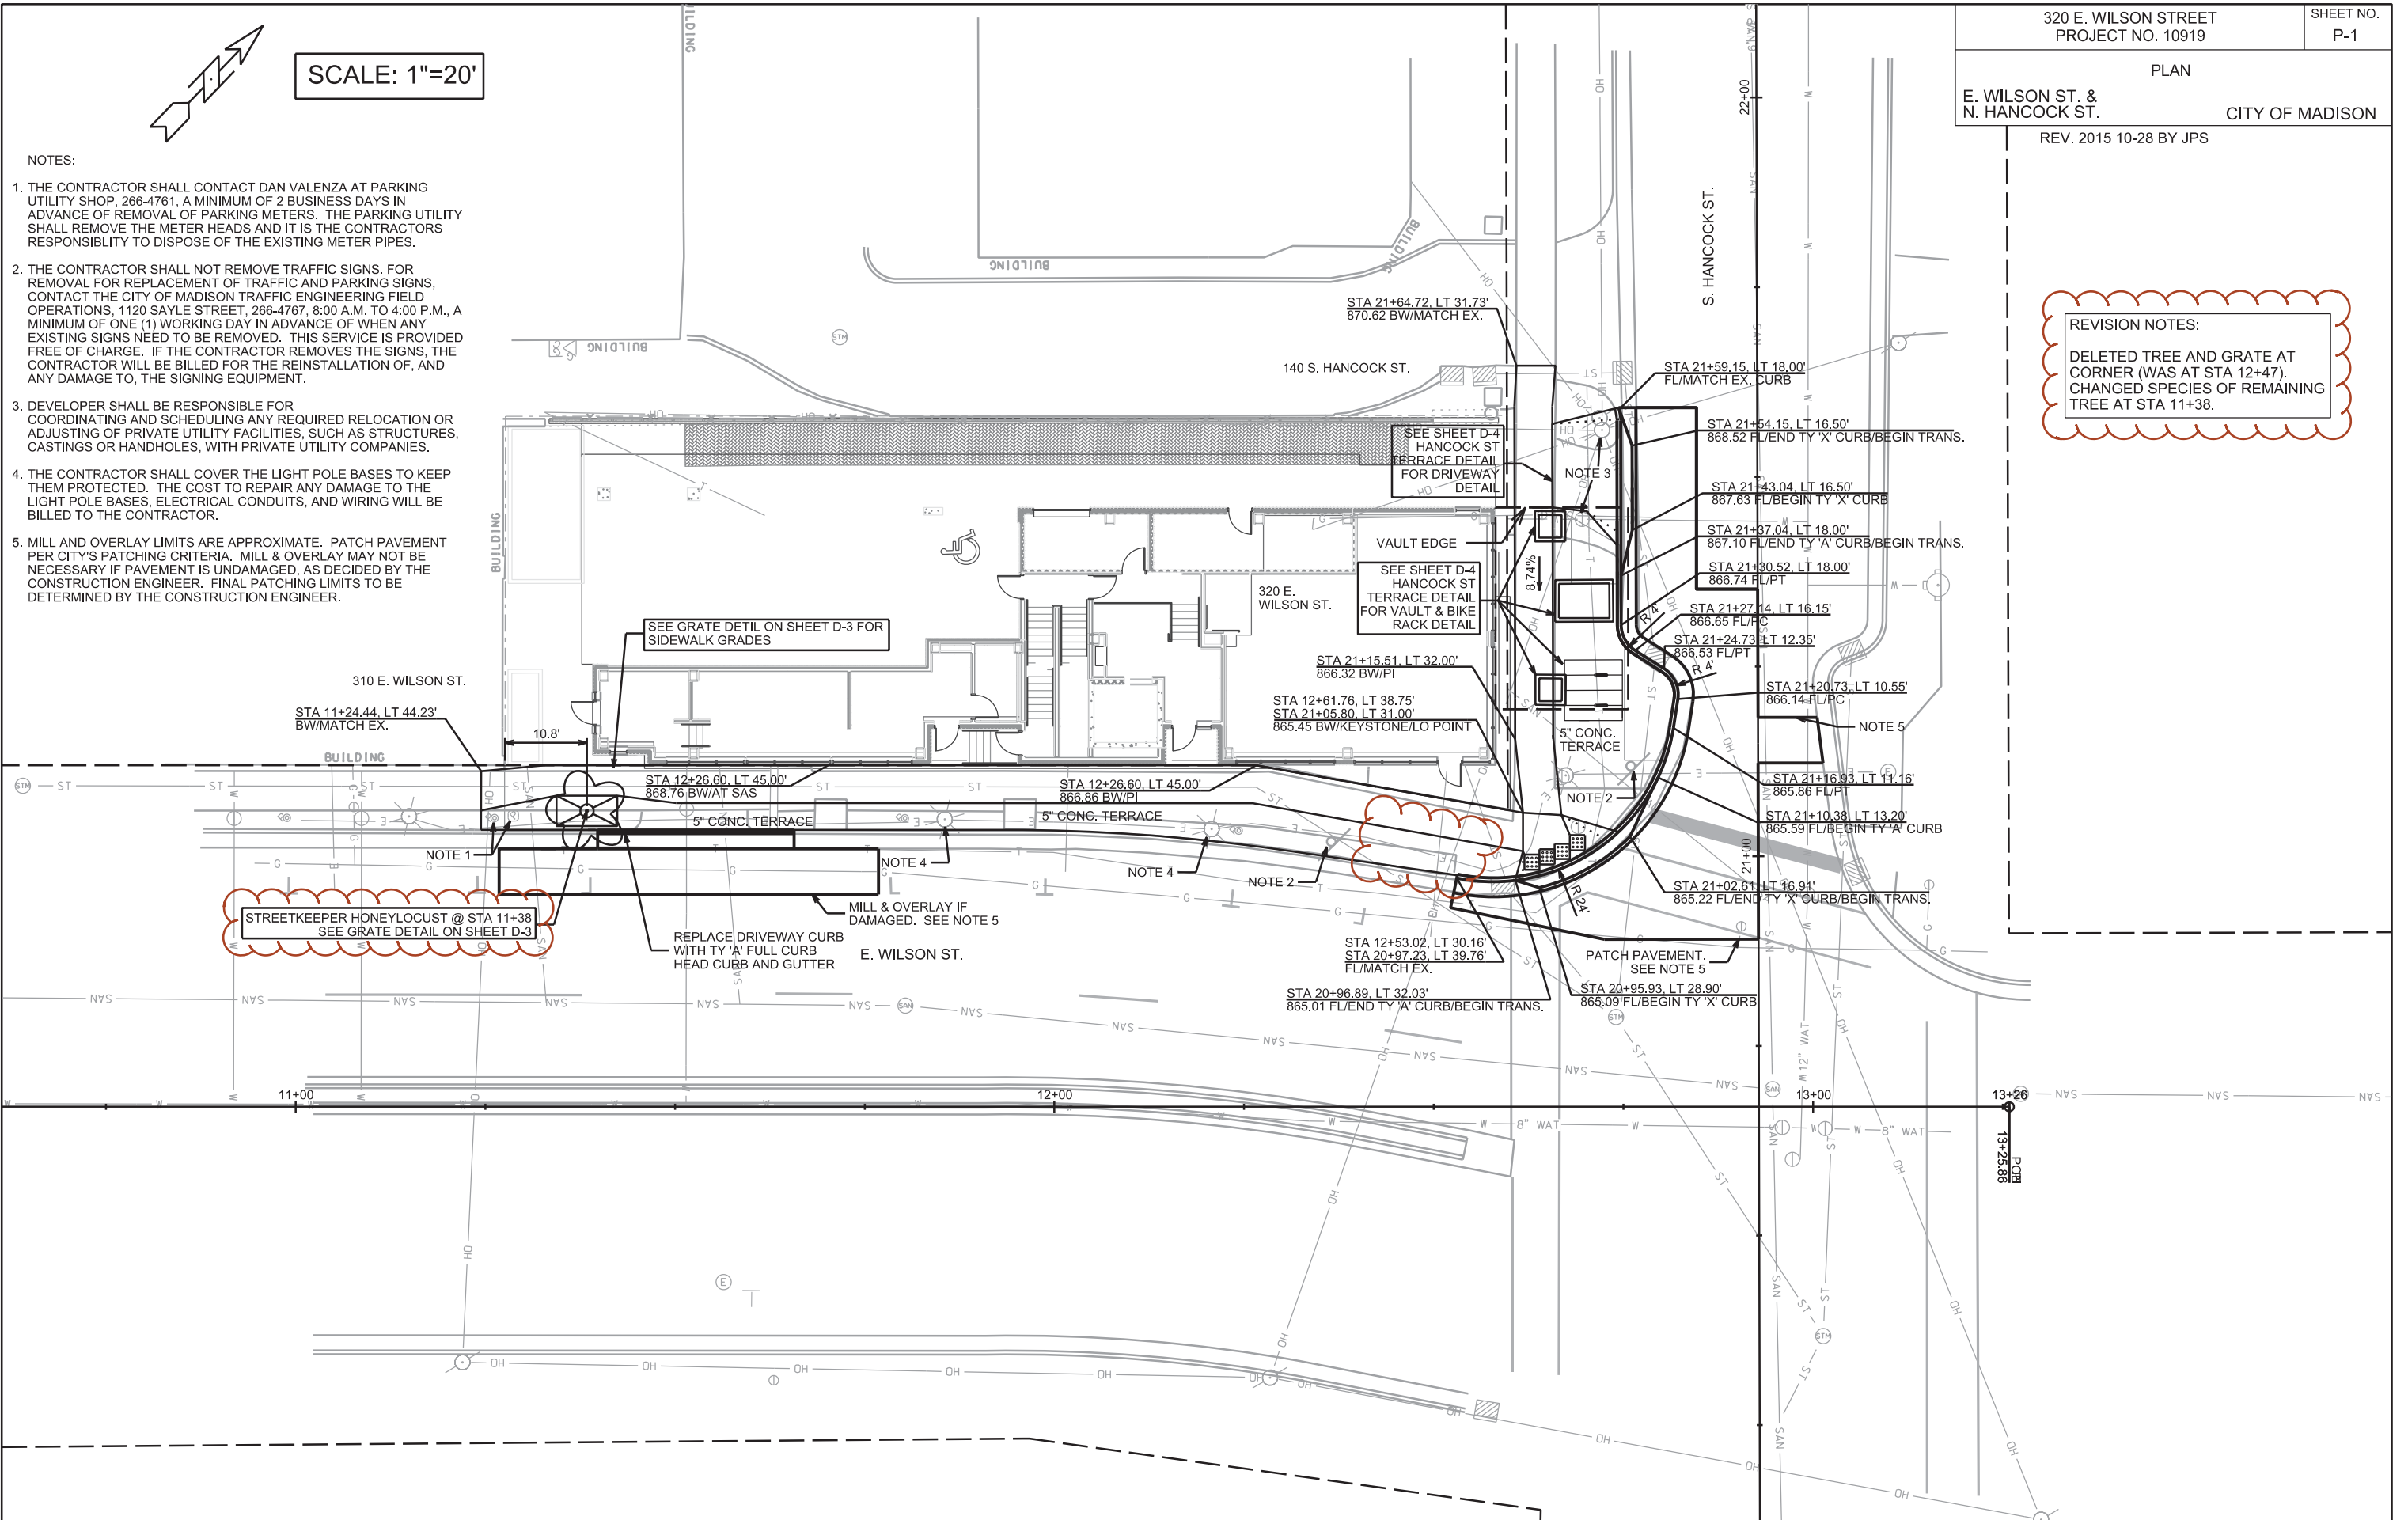 320 E. WILSON STREET
PROJECT NO. 10919
SHEET NO.
P-1
PLAN
E. WILSON ST. &
N. HANCOCK ST.
CITY OF MADISON
REV. 2015 10-28 BY JPS
SCALE: 1"=20'
NOTES:
1. THE CONTRACTOR SHALL CONTACT DAN VALENZA AT PARKING
UTILITY SHOP, 266-4761, A MINIMUM OF 2 BUSINESS DAYS IN
ADVANCE OF REMOVAL OF PARKING METERS. THE PARKING UTILITY
SHALL REMOVE THE METER HEADS AND IT IS THE CONTRACTORS
RESPONSIBLITY TO DISPOSE OF THE EXISTING METER PIPES.
2. THE CONTRACTOR SHALL NOT REMOVE TRAFFIC SIGNS. FOR
REMOVAL FOR REPLACEMENT OF TRAFFIC AND PARKING SIGNS,
CONTACT THE CITY OF MADISON TRAFFIC ENGINEERING FIELD
OPERATIONS, 1120 SAYLE STREET, 266-4767, 8:00 A.M. TO 4:00 P.M., A
MINIMUM OF ONE (1) WORKING DAY IN ADVANCE OF WHEN ANY
EXISTING SIGNS NEED TO BE REMOVED. THIS SERVICE IS PROVIDED
FREE OF CHARGE. IF THE CONTRACTOR REMOVES THE SIGNS, THE
CONTRACTOR WILL BE BILLED FOR THE REINSTALLATION OF, AND
ANY DAMAGE TO, THE SIGNING EQUIPMENT.
3. DEVELOPER SHALL BE RESPONSIBLE FOR
COORDINATING AND SCHEDULING ANY REQUIRED RELOCATION OR
ADJUSTING OF PRIVATE UTILITY FACILITIES, SUCH AS STRUCTURES,
CASTINGS OR HANDHOLES, WITH PRIVATE UTILITY COMPANIES.
4. THE CONTRACTOR SHALL COVER THE LIGHT POLE BASES TO KEEP
THEM PROTECTED. THE COST TO REPAIR ANY DAMAGE TO THE
LIGHT POLE BASES, ELECTRICAL CONDUITS, AND WIRING WILL BE
BILLED TO THE CONTRACTOR.
5. MILL AND OVERLAY LIMITS ARE APPROXIMATE. PATCH PAVEMENT
PER CITY'S PATCHING CRITERIA. MILL & OVERLAY MAY NOT BE
NECESSARY IF PAVEMENT IS UNDAMAGED, AS DECIDED BY THE
CONSTRUCTION ENGINEER. FINAL PATCHING LIMITS TO BE
DETERMINED BY THE CONSTRUCTION ENGINEER.
REVISION NOTES:
DELETED TREE AND GRATE AT
CORNER (WAS AT STA 12+47).
CHANGED SPECIES OF REMAINING
TREE AT STA 11+38.
22+00
S. HANCOCK ST.
BUILDING
BUILDING
BUILDING
BUILDING
BUILDING
BUILDING
STA 21+64.72, LT 31.73'
870.62 BW/MATCH EX.
140 S. HANCOCK ST.
STA 21+59.15, LT 18.00'
FL/MATCH EX. CURB
STA 21+54.15, LT 16.50'
868.52 FL/END TY 'X' CURB/BEGIN TRANS.
SEE SHEET D-4
HANCOCK ST
TERRACE DETAIL
FOR DRIVEWAY
DETAIL
NOTE 3
STA 21+43.04, LT 16.50'
867.63 FL/BEGIN TY 'X' CURB
STA 21+37.04, LT 18.00'
867.10 FL/END TY 'A' CURB/BEGIN TRANS.
VAULT EDGE
8.74%
SEE SHEET D-4
HANCOCK ST
TERRACE DETAIL
FOR VAULT & BIKE
RACK DETAIL
STA 21+30.52, LT 18.00'
866.74 FL/PT
R 4'
STA 21+27.14, LT 16.15'
866.65 FL/PC
STA 21+24.73, LT 12.35'
866.53 FL/PT
R 4'
320 E.
WILSON ST.
SEE GRATE DETIL ON SHEET D-3 FOR
SIDEWALK GRADES
STA 21+15.51, LT 32.00'
866.32 BW/PI
STA 21+20.73, LT 10.55'
866.14 FL/PC
NOTE 5
310 E. WILSON ST.
STA 11+24.44, LT 44.23'
BW/MATCH EX.
10.8'
STA 12+61.76, LT 38.75'
STA 21+05.80, LT 31.00'
865.45 BW/KEYSTONE/LO POINT
5" CONC.
TERRACE
STA 12+26.60, LT 45.00'
868.76 BW/AT SAS
STA 12+26.60, LT 45.00'
866.86 BW/PI
STA 21+16.93, LT 11.16'
865.86 FL/PT
NOTE 2
STA 21+10.38, LT 13.20'
865.59 FL/BEGIN TY 'A' CURB
5" CONC. TERRACE
5" CONC. TERRACE
NOTE 1
NOTE 4
NOTE 4
NOTE 2
21+00
R 24'
STA 21+02.61, LT 16.91'
865.22 FL/END TY 'X' CURB/BEGIN TRANS.
STREETKEEPER HONEYLOCUST @ STA 11+38
SEE GRATE DETAIL ON SHEET D-3
MILL & OVERLAY IF
DAMAGED. SEE NOTE 5
REPLACE DRIVEWAY CURB
WITH TY 'A' FULL CURB
HEAD CURB AND GUTTER
E. WILSON ST.
STA 12+53.02, LT 30.16'
STA 20+97.23, LT 39.76'
FL/MATCH EX.
PATCH PAVEMENT.
SEE NOTE 5
STA 20+96.89, LT 32.03'
865.01 FL/END TY 'A' CURB/BEGIN TRANS.
STA 20+95.93, LT 28.90'
865.09 FL/BEGIN TY 'X' CURB
11+00
12+00
13+00
13+26
12" WAT
8" WAT
8" WAT
13+25.86